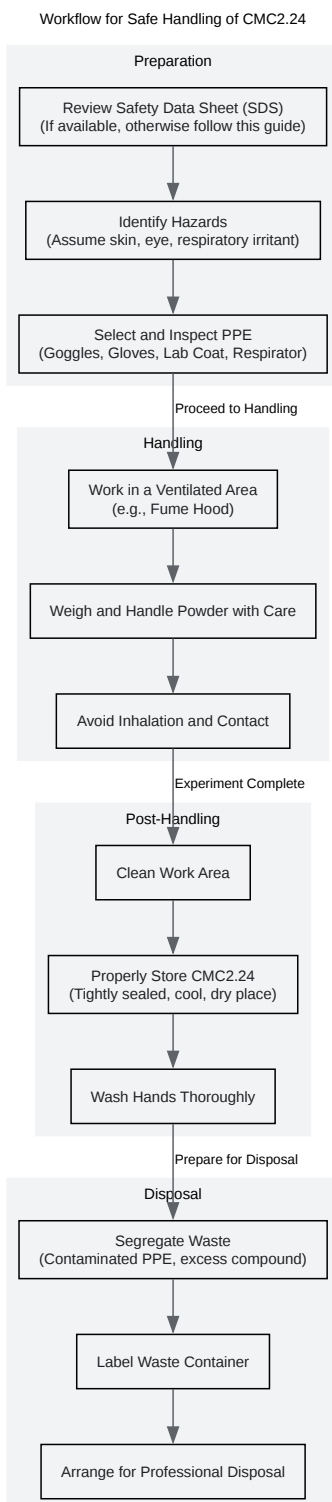 Workflow for Safe Handling of CMC2.24
Preparation
Review Safety Data Sheet (SDS)
(If available, otherwise follow this guide)
Identify Hazards
(Assume skin, eye, respiratory irritant)
Select and Inspect PPE
(Goggles, Gloves, Lab Coat, Respirator)
Proceed to Handling
Handling
Work in a Ventilated Area
(e.g., Fume Hood)
Weigh and Handle Powder with Care
Avoid Inhalation and Contact
Experiment Complete
Post-Handling
Clean Work Area
Properly Store CMC2.24
(Tightly sealed, cool, dry place)
Wash Hands Thoroughly
Prepare for Disposal
Disposal
Segregate Waste
(Contaminated PPE, excess compound)
Label Waste Container
Arrange for Professional Disposal